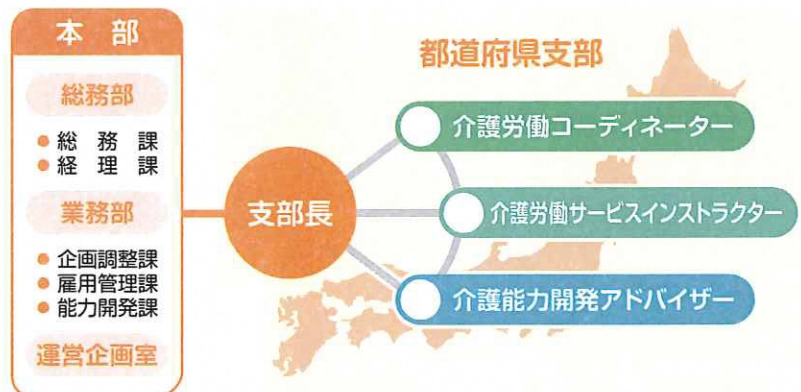 本 部
総務部
● 総 務 課
● 経 理 課
業務部
● 企画調整課
● 雇用管理課
● 能力開発課
運営企画室
支部長
都道府県支部
介護労働コーディネーター
介護労働サービスインストラクター
介護能力開発アドバイザー